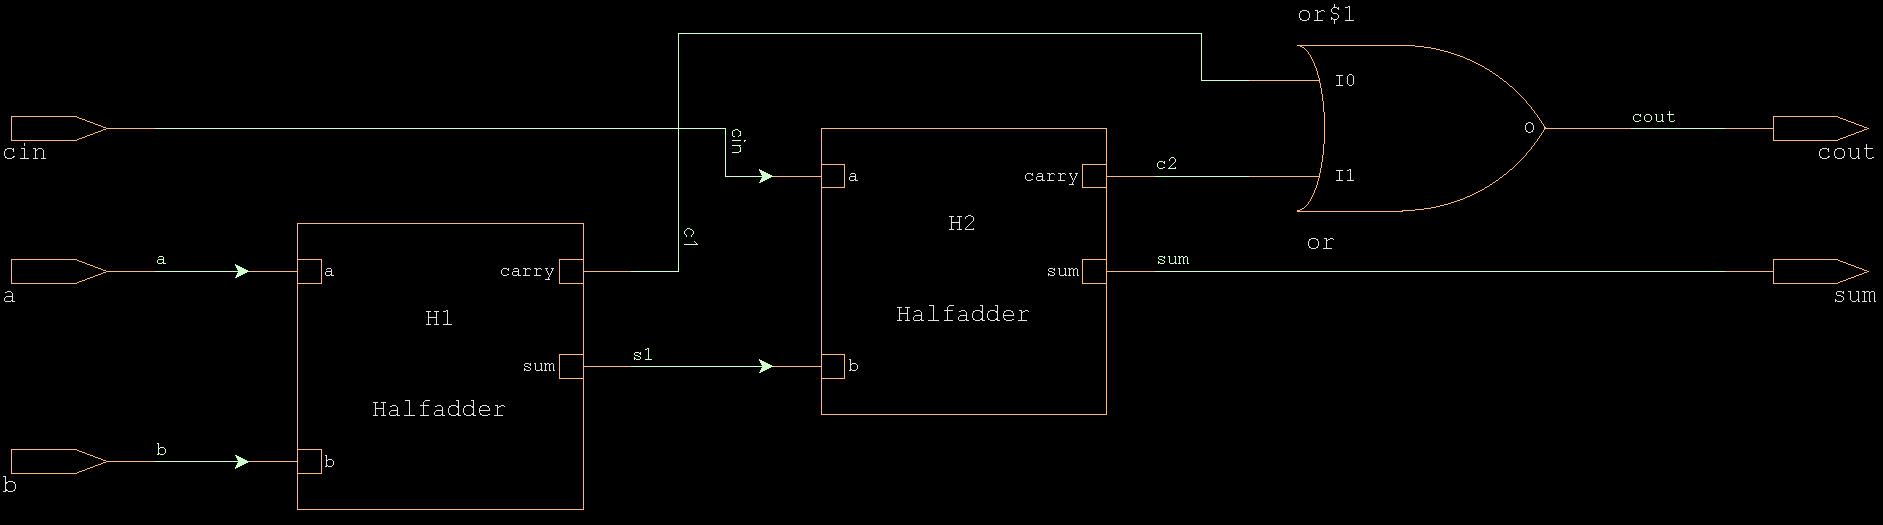 or$1
I0
cin
cin
a
carry
c2
I1
O
cout
cout
H2
or
a
a
a
carry
c1
sum
sum
sum
H1
Halfadder
sum
s1
b
Halfadder
b
b
b